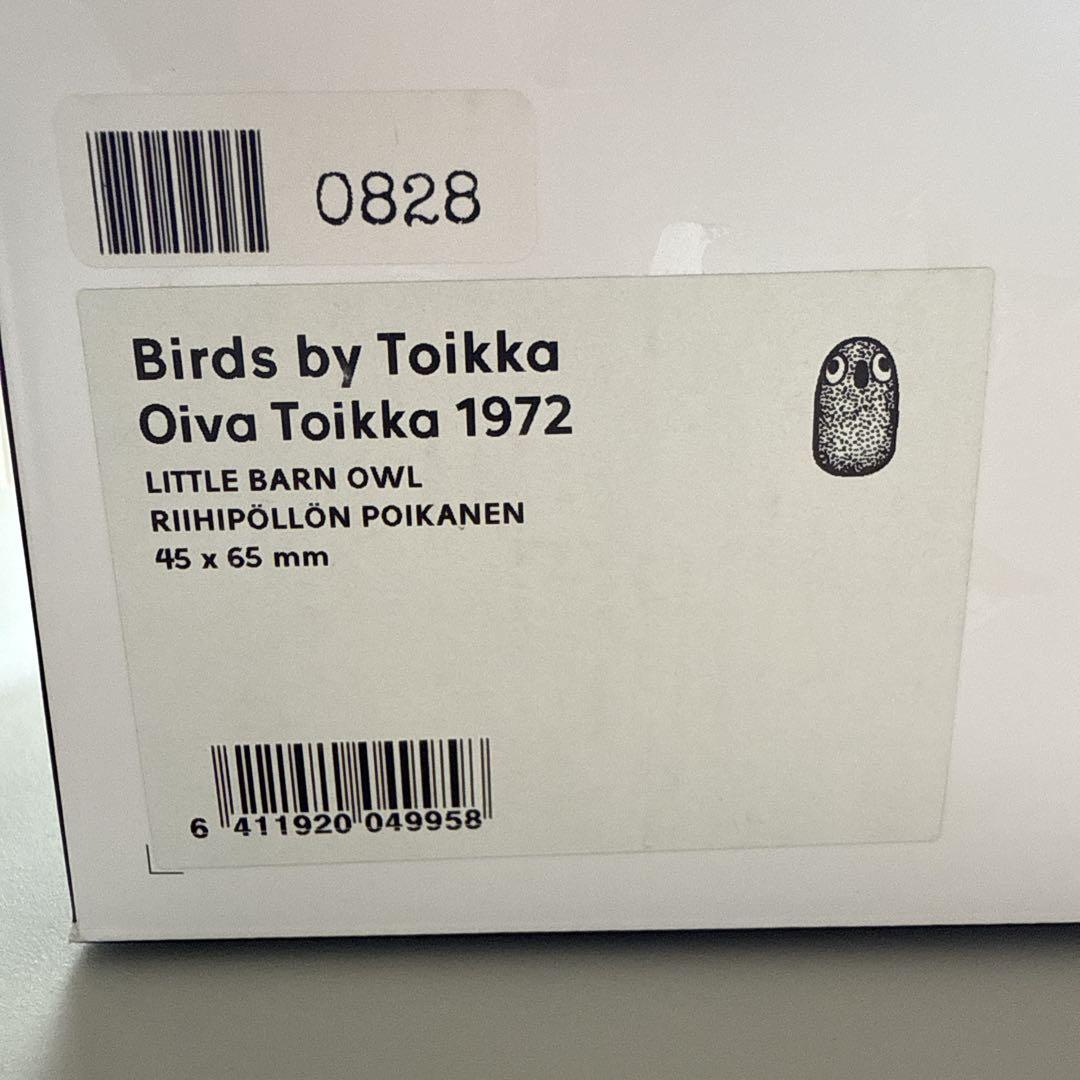 0828
Birds by Toikka
Oiva Toikka 1972
LITTLE BARN OWL
RIIHIPÖLLÖN POIKANEN
45 x 65 mm
6 411920 049958